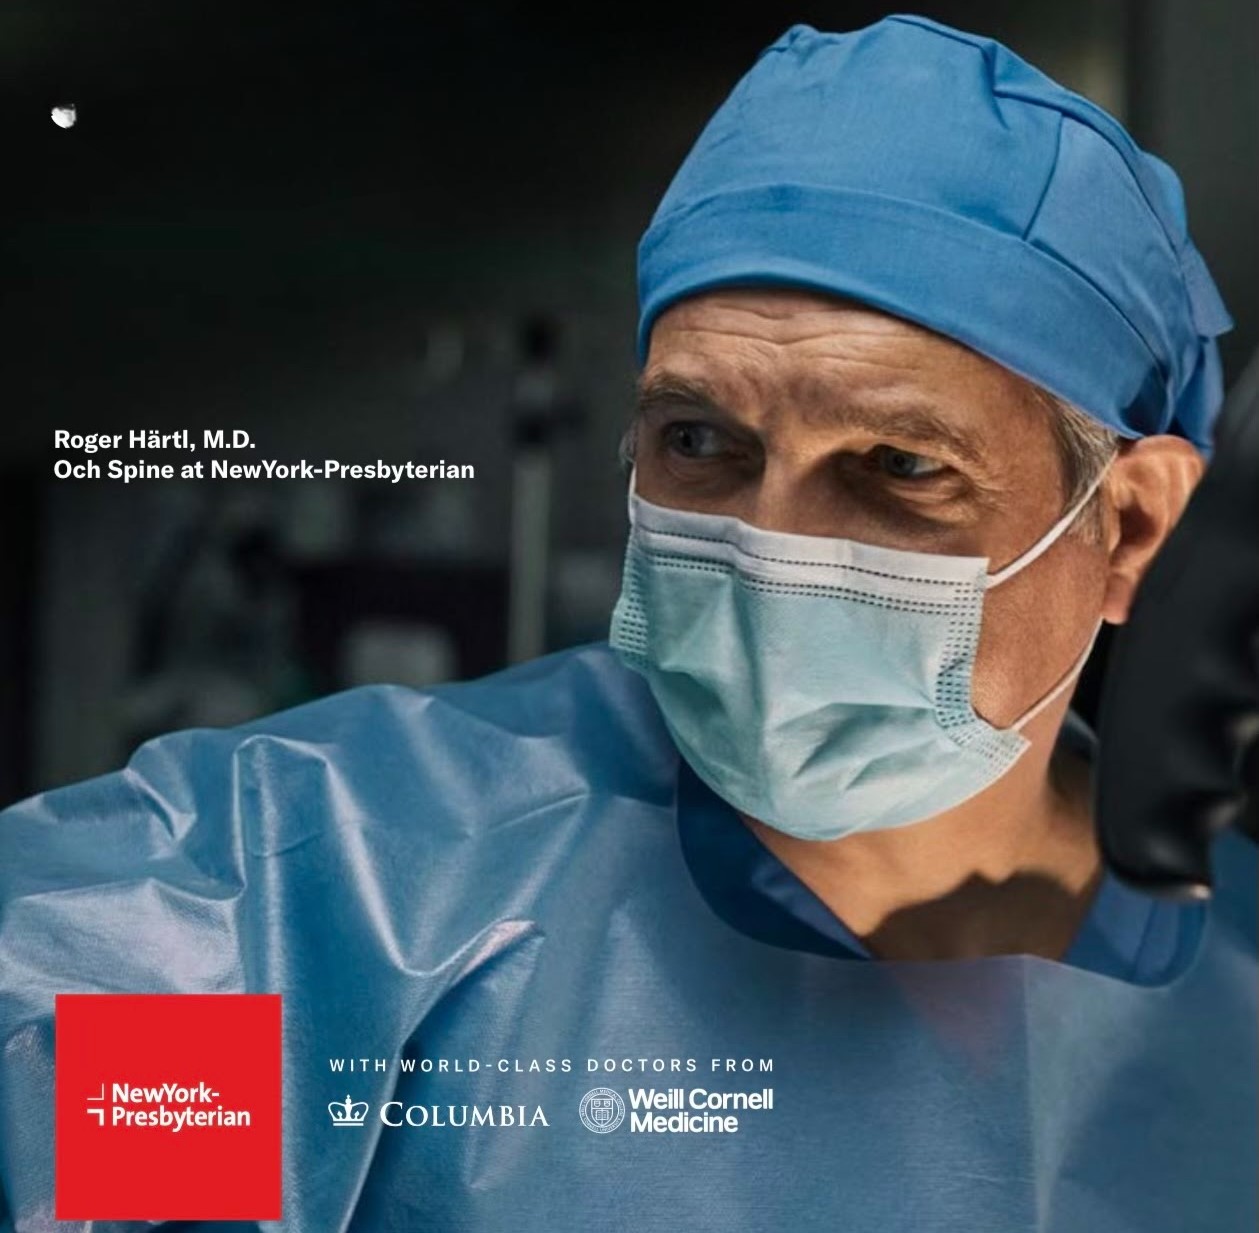 Roger Härtl, M.D.
Och Spine at NewYork-Presbyterian
NewYork-
Presbyterian
WITH WORLD-CLASS DOCTORS FROM
COLUMBIA
Weill Cornell
Medicine